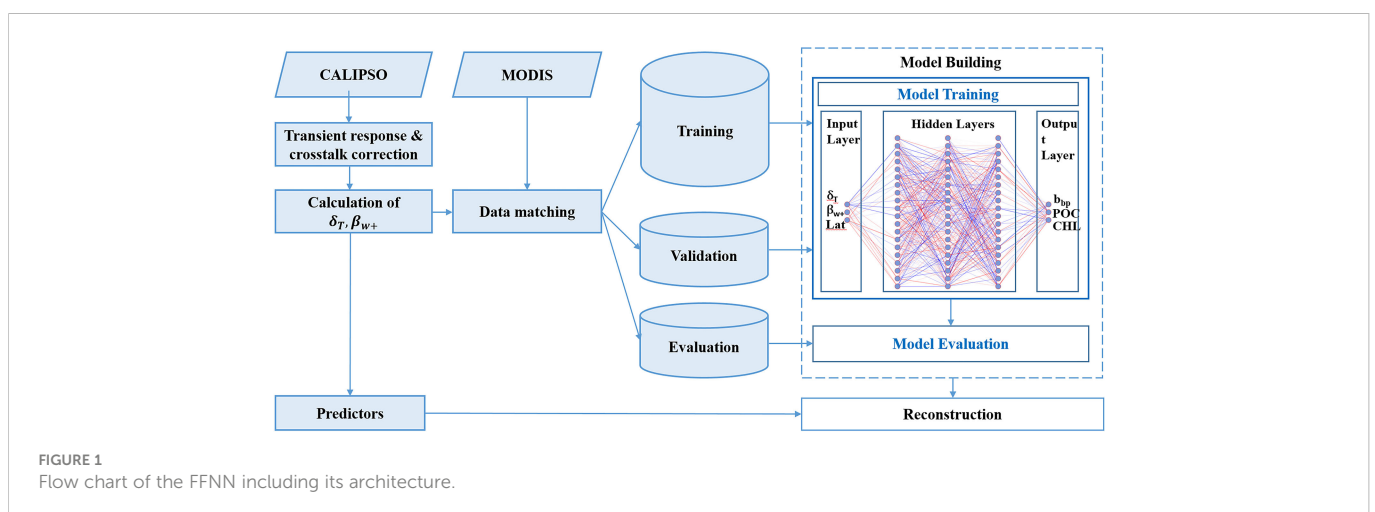 CALIPSO
MODIS
Transient response &
crosstalk correction
Calculation of
δT, βw+
Data matching
Training
Validation
Evaluation
Predictors
Model Building
Model Training
Input
Layer
Hidden Layers
Outpu
t
Layer
δT
βw+
Lat
bbp
POC
CHL
Model Evaluation
Reconstruction
FIGURE 1
Flow chart of the FFNN including its architecture.